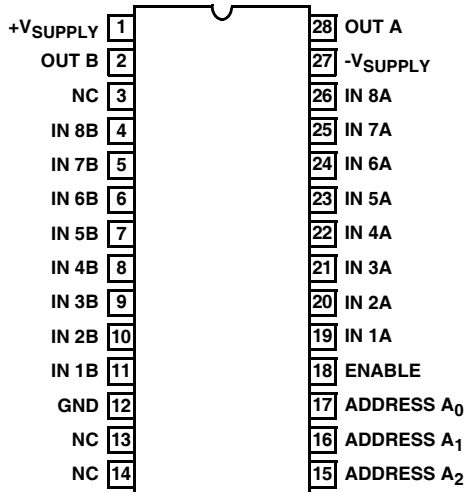 +VSUPPLY 1 28 OUT A
OUT B 2 27 -VSUPPLY
NC 3 26 IN 8A
IN 8B 4 25 IN 7A
IN 7B 5 24 IN 6A
IN 6B 6 23 IN 5A
IN 5B 7 22 IN 4A
IN 4B 8 21 IN 3A
IN 3B 9 20 IN 2A
IN 2B 10 19 IN 1A
IN 1B 11 18 ENABLE
GND 12 17 ADDRESS A0
NC 13 16 ADDRESS A1
NC 14 15 ADDRESS A2